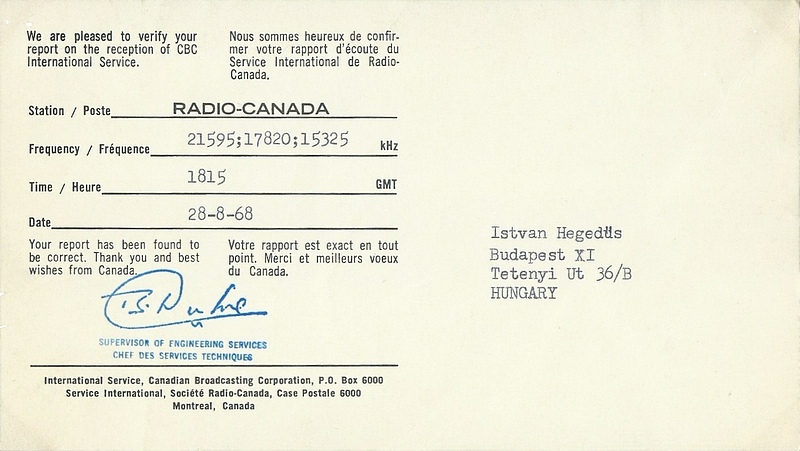 We are pleased to verify your
report on the reception of CBC
International Service.
Nous sommes heureux de confir-
mer votre rapport d'écoute du
Service International de Radio-
Canada.
Station / Poste RADIO-CANADA
Frequency / Fréquence 21595;17820;15325 kHz
Time / Heure 1815 GMT
Date 28-8-68
Your report has been found to
be correct. Thank you and best
wishes from Canada.
Votre rapport est exact en tout
point. Merci et meilleurs voeux
du Canada.
SUPERVISOR OF ENGINEERING SERVICES
CHEF DES SERVICES TECHNIQUES
International Service, Canadian Broadcasting Corporation, P.O. Box 6000
Service International, Société Radio-Canada, Case Postale 6000
Montreal, Canada
Istvan Hegedüs
Budapest XI
Tetenyi Ut 36/B
HUNGARY